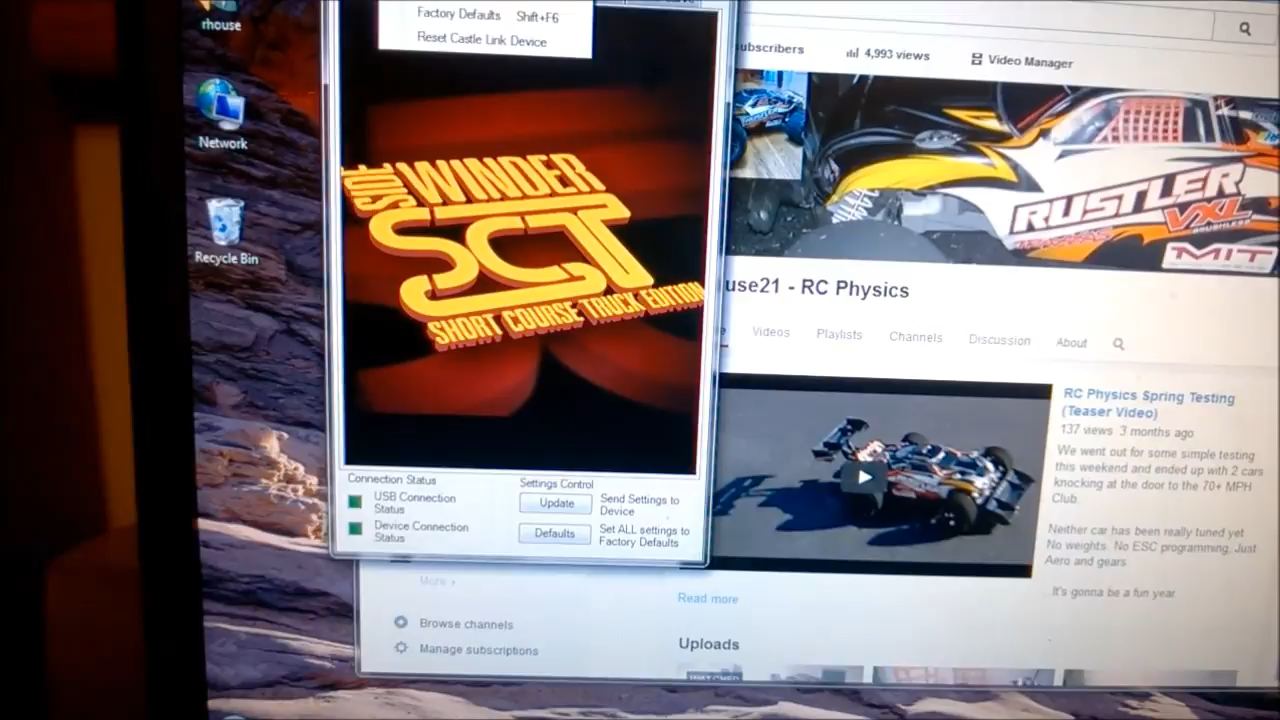 rhouse
Factory Defaults Shift+F6
Reset Castle Link Device
4,993 views
Video Manager
Network
Recycle Bin
SIDE WINDER
SCT
SHORT COURSE TRUCK EDITION
RUSTLER
VXL
BRUSHLESS
TRAXXAS
MIT
use21 - RC Physics
Videos Playlists Channels Discussion About
RC Physics Spring Testing
(Teaser Video)
137 views 3 months ago
We went out for some simple testing
this weekend and ended up with 2 cars
knocking at the door to the 70+ MPH
Club.
Neither car has been really tuned yet
No weights. No ESC programming. Just
Aero and gears
It's gonna be a fun year
Connection Status
USB Connection
Status
Device Connection
Status
Settings Control
Update
Send Settings to
Device
Defaults
Set ALL settings to
Factory Defaults
More
Read more
Browse channels
Manage subscriptions
Uploads
WATCHED